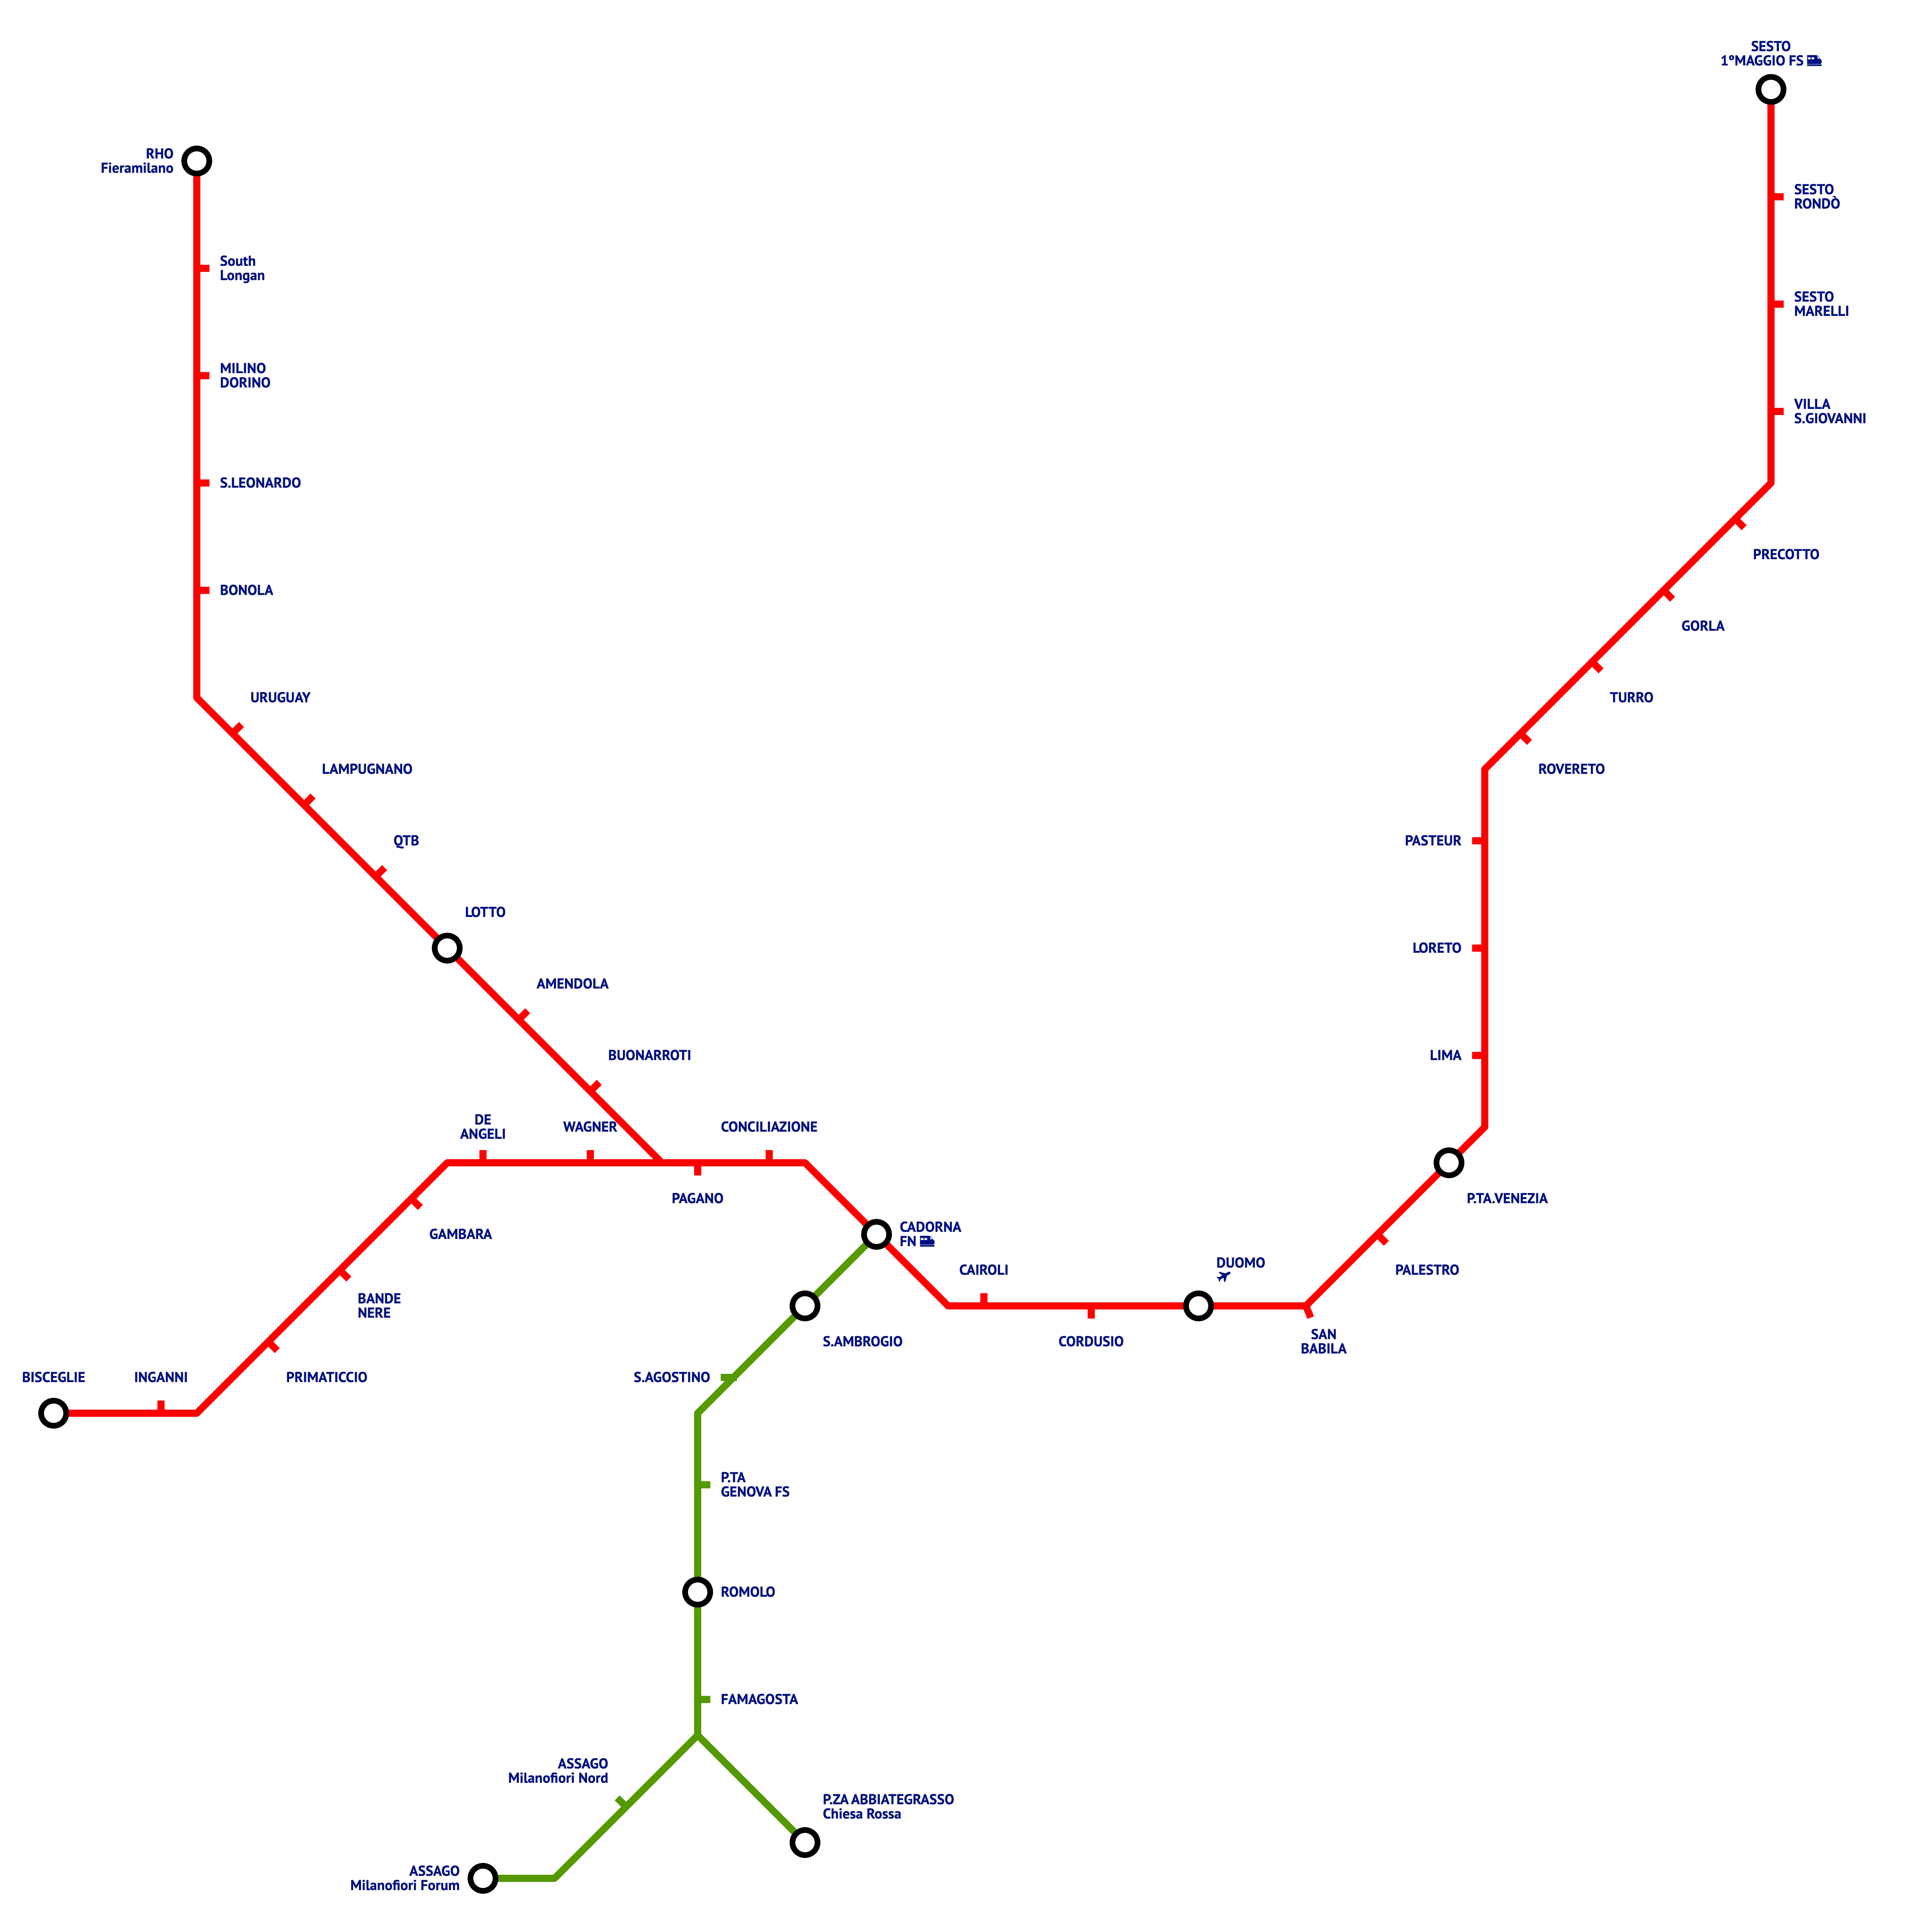 SESTO
1°MAGGIO FS
RHO
Fieramilano
SESTO
RONDÒ
South
Longan
SESTO
MARELLI
MILINO
DORINO
VILLA
S.GIOVANNI
S.LEONARDO
PRECOTTO
BONOLA
GORLA
URUGUAY
TURRO
LAMPUGNANO
ROVERETO
QTB
PASTEUR
LOTTO
LORETO
AMENDOLA
BUONARROTI
LIMA
DE
ANGELI
WAGNER
CONCILIAZIONE
PAGANO
P.TA.VENEZIA
GAMBARA
CADORNA
FN
CAIROLI
DUOMO
PALESTRO
BANDE
NERE
S.AMBROGIO
CORDUSIO
SAN
BABILA
BISCEGLIE
INGANNI
PRIMATICCIO
S.AGOSTINO
P.TA
GENOVA FS
ROMOLO
FAMAGOSTA
ASSAGO
Milanofiori Nord
P.ZA ABBIATEGRASSO
Chiesa Rossa
ASSAGO
Milanofiori Forum